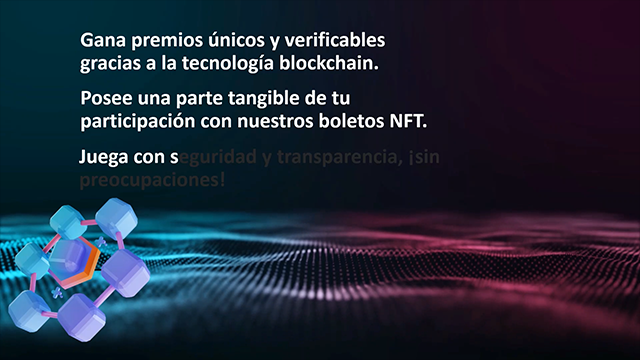 Gana premios únicos y verificables
gracias a la tecnología blockchain.
Posee una parte tangible de tu
participación con nuestros boletos NFT.
Juega con seguridad y transparencia, ¡sin
preocupaciones!